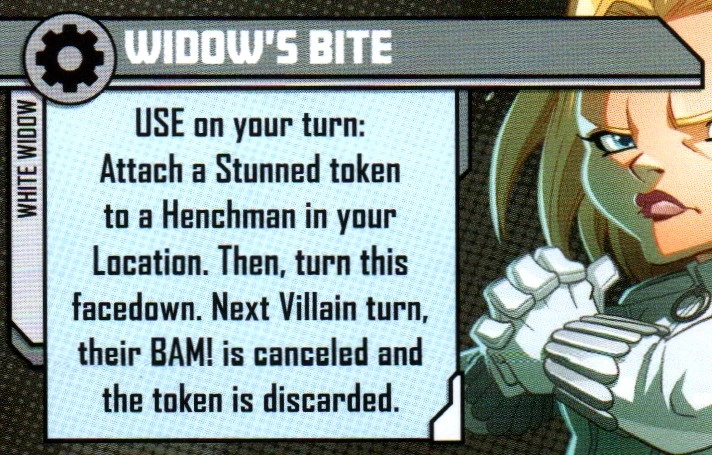 WIDOW'S BITE
WHITE WIDOW
USE on your turn:
Attach a Stunned token
to a Henchman in your
Location. Then, turn this
facedown. Next Villain turn,
their BAM! is canceled and
the token is discarded.